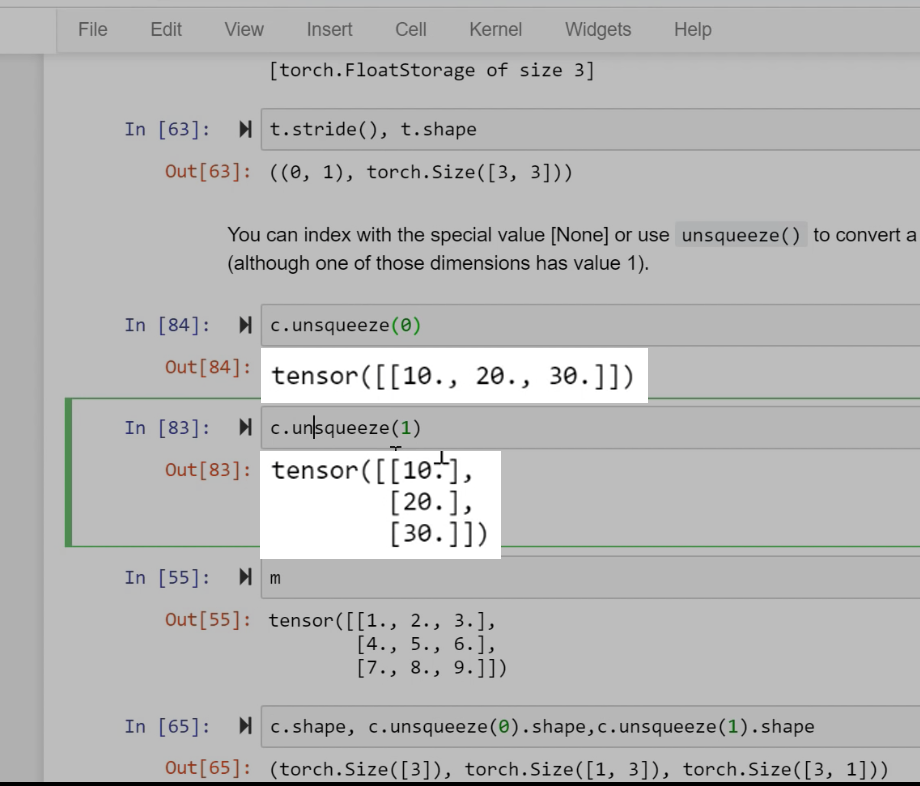 File Edit View Insert Cell Kernel Widgets Help
[torch.FloatStorage of size 3]
In [63]: t.stride(), t.shape
Out[63]: ((0, 1), torch.Size([3, 3]))
You can index with the special value [None] or use unsqueeze() to convert a
(although one of those dimensions has value 1).
In [84]: c.unsqueeze(0)
Out[84]: tensor([[10., 20., 30.]])
In [83]: c.unsqueeze(1)
Out[83]: tensor([[10.],
[20.],
[30.]])
In [55]: m
Out[55]: tensor([[1., 2., 3.],
[4., 5., 6.],
[7., 8., 9.]])
In [65]: c.shape, c.unsqueeze(0).shape,c.unsqueeze(1).shape
Out[65]: (torch.Size([3]), torch.Size([1, 3]), torch.Size([3, 1]))